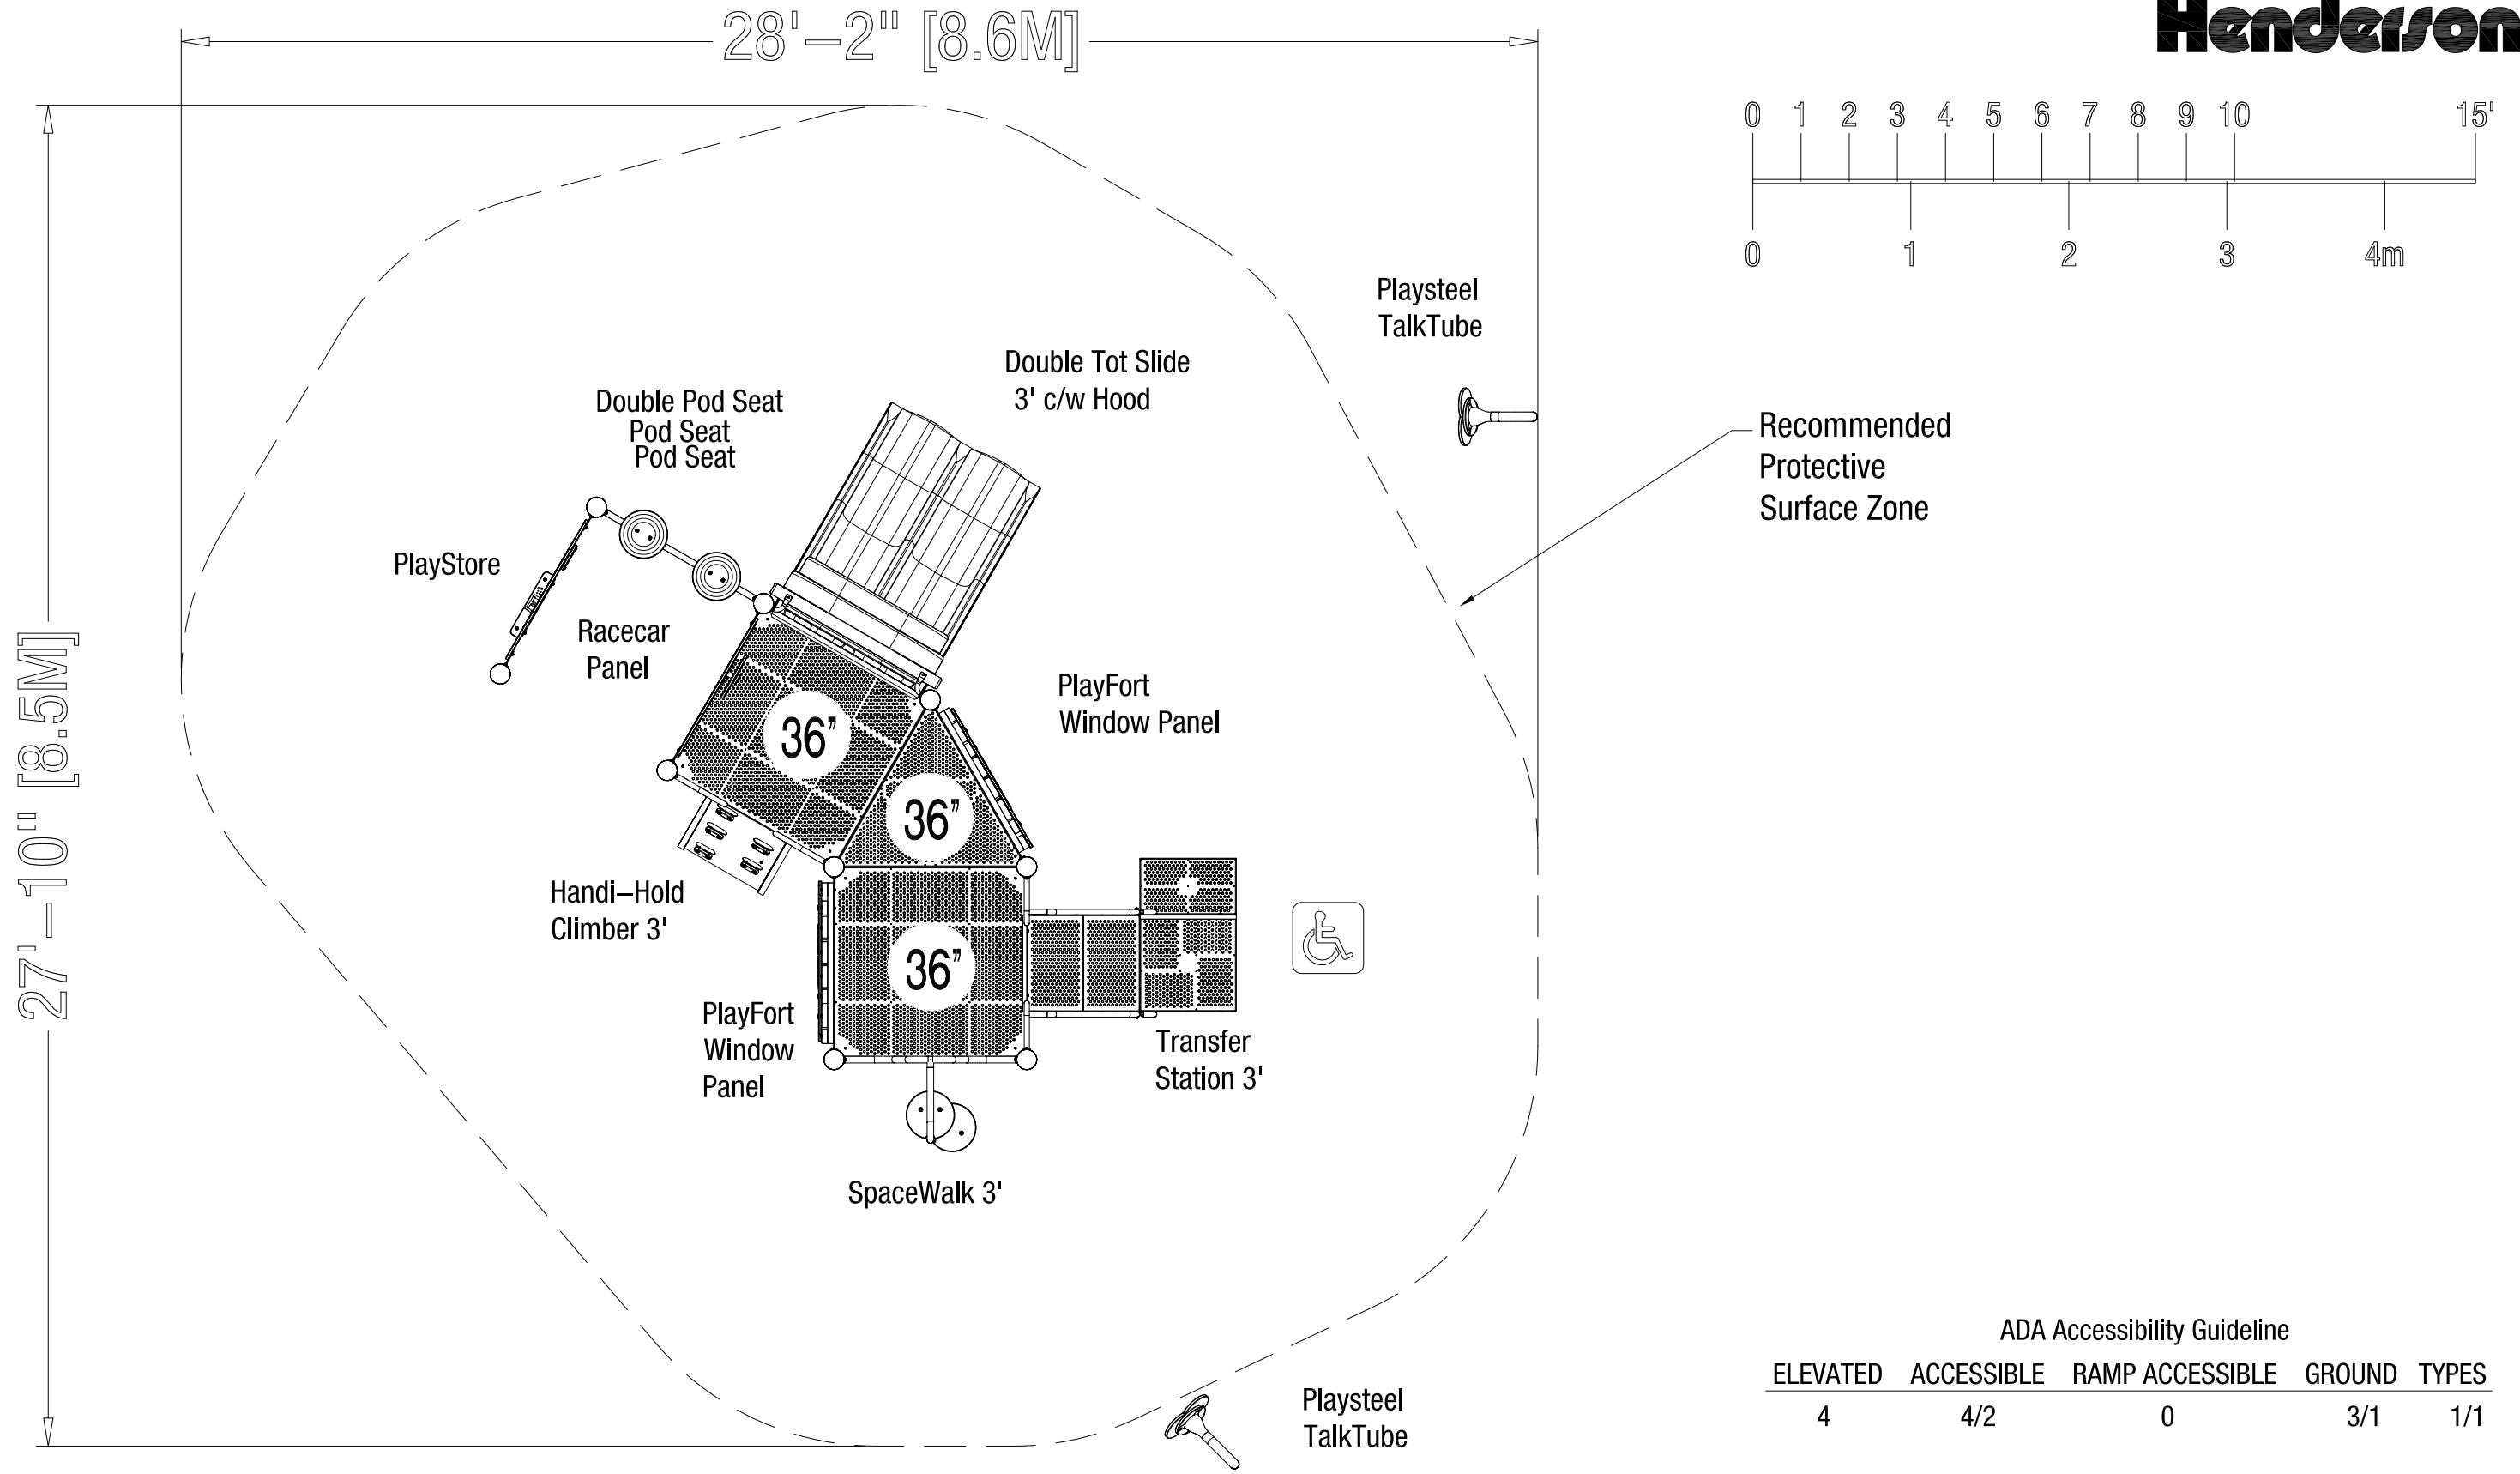 28'–2" [8.6M]
Henderson
0 1 2 3 4 5 6 7 8 9 10 15'
0 1 2 3 4m
27'–10" [8.5M]
Playsteel
TalkTube
Double Tot Slide
3' c/w Hood
Double Pod Seat
Pod Seat
Pod Seat
Recommended
Protective
Surface Zone
PlayStore
Racecar
Panel
PlayFort
Window Panel
36"
36"
Handi–Hold
Climber 3'
36"
PlayFort
Window
Panel
Transfer
Station 3'
SpaceWalk 3'
Playsteel
TalkTube
ADA Accessibility Guideline
ELEVATED ACCESSIBLE RAMP ACCESSIBLE GROUND TYPES
4 4/2 0 3/1 1/1